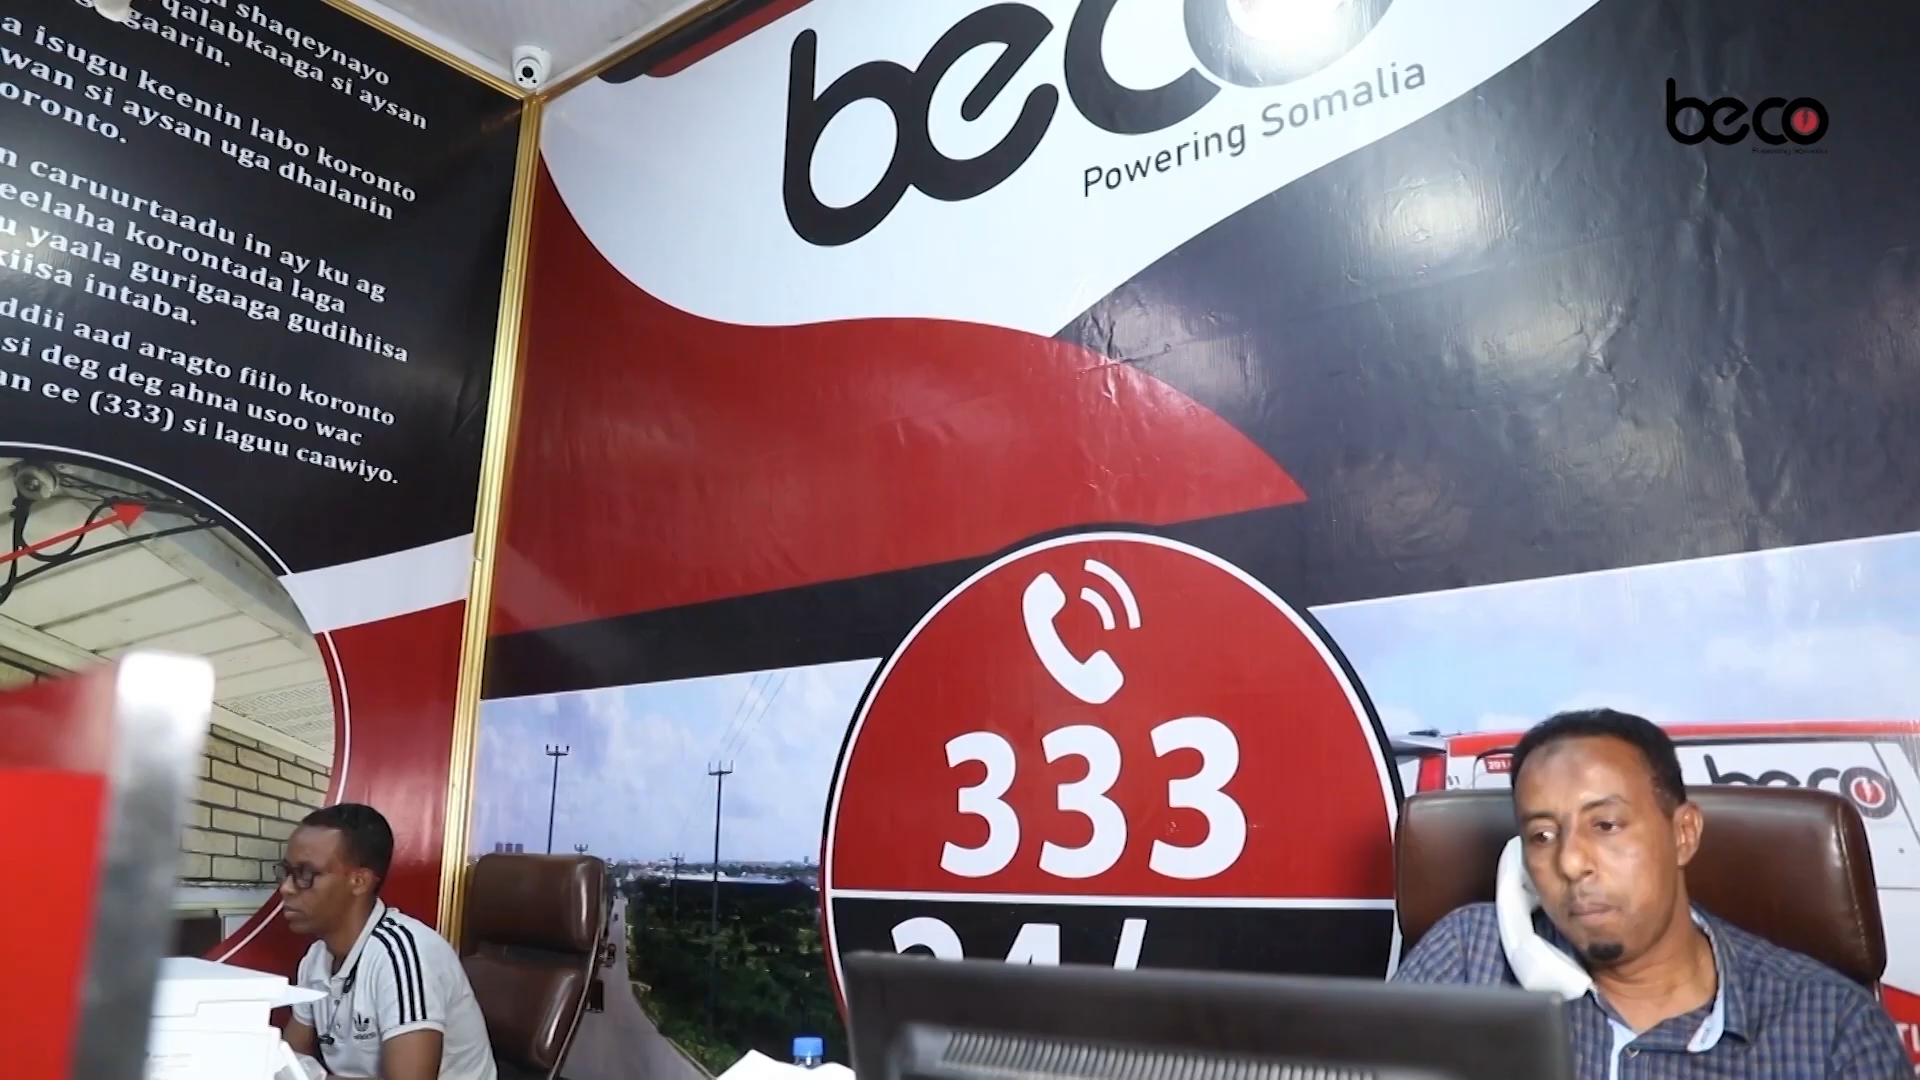 shaqeynayo
qalabkaaga si aysan
gaarin.
a isugu keenin labo koronto
wan si aysan uga dhalanin
oronto.
n caruurtaadu in ay ku ag
eelaha korontada laga
u yaala gurigaaga gudihiisa
kiisa intaba.
ddii aad aragto fiilo koronto
si deg deg ahna usoo wac
an ee (333) si laguu caawiyo.
beco
Powering Somalia
beco
333
24/
beco
adidas